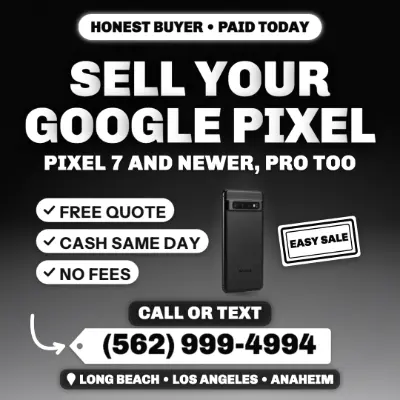 HONEST BUYER • PAID TODAY
SELL YOUR
GOOGLE PIXEL
PIXEL 7 AND NEWER, PRO TOO
FREE QUOTE
CASH SAME DAY
NO FEES
EASY SALE
CALL OR TEXT
(562) 999-4994
LONG BEACH • LOS ANGELES • ANAHEIM